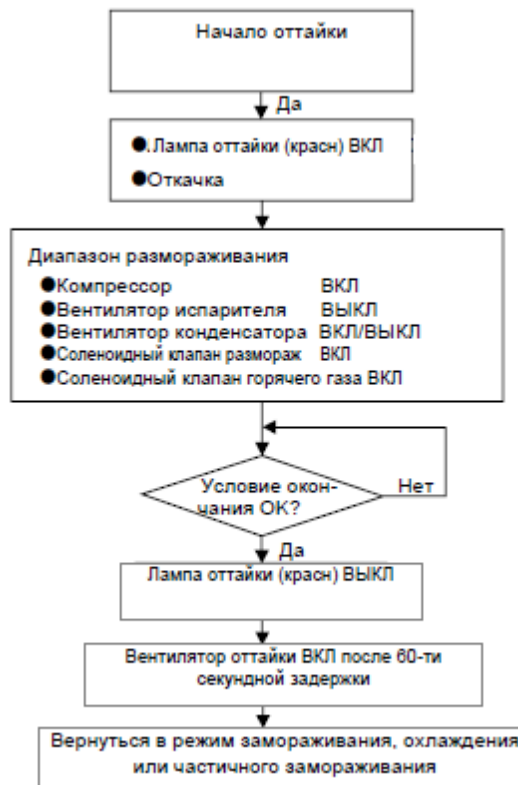 Начало оттайки
Да
●.Лампа оттайки (красн) ВКЛ
●Откачка
Диапазон размораживания
●Компрессор ВКЛ
●Вентилятор испарителя ВЫКЛ
●Вентилятор конденсатора ВКЛ/ВЫКЛ
●Соленоидный клапан размораж ВКЛ
●Соленоидный клапан горячего газа ВКЛ
Условие окон-
чания OK?
Нет
Да
Лампа оттайки (красн) ВЫКЛ
Вентилятор оттайки ВКЛ после 60-ти
секундной задержки
Вернуться в режим замораживания, охлаждения
или частичного замораживания